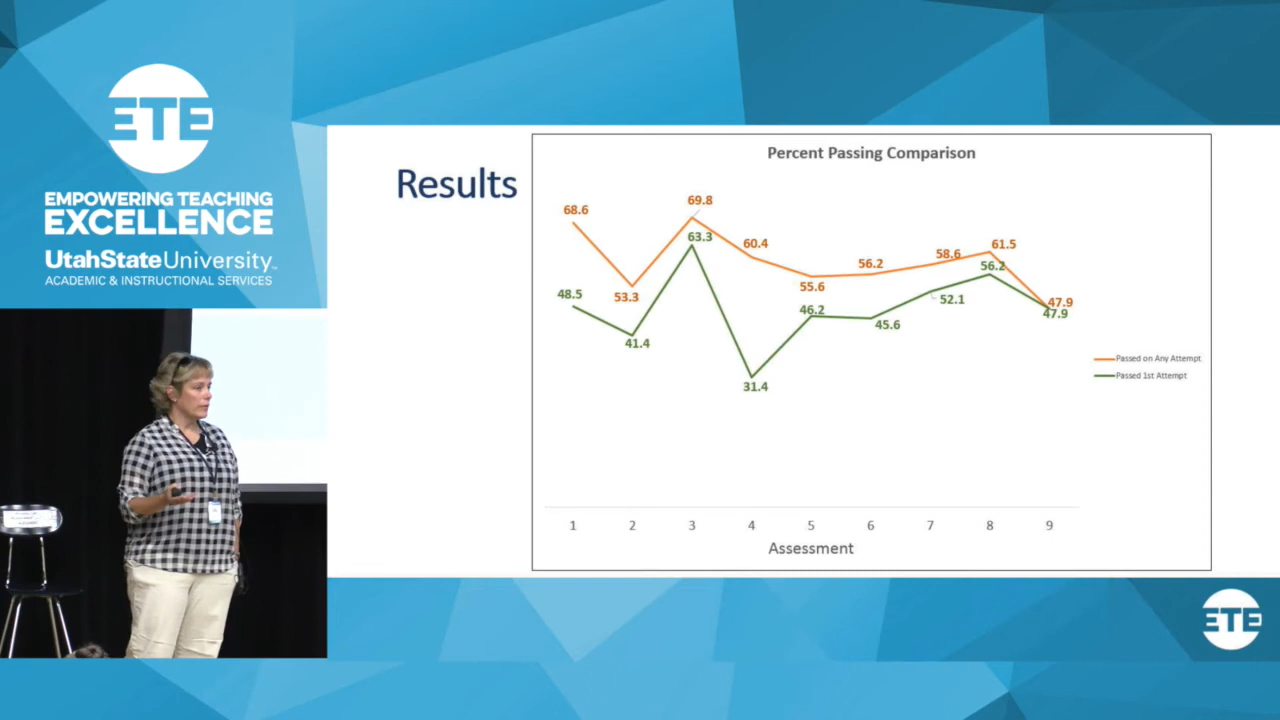 ETE
EMPOWERING TEACHING
EXCELLENCE
UtahStateUniversity™
ACADEMIC & INSTRUCTIONAL SERVICES
Results
Percent Passing Comparison
68.6
53.3
69.8
60.4
55.6
56.2
58.6
61.5
47.9
48.5
41.4
63.3
31.4
46.2
45.6
52.1
56.2
47.9
Passed on Any Attempt
Passed 1st Attempt
1 2 3 4 5 6 7 8 9
Assessment
ETE